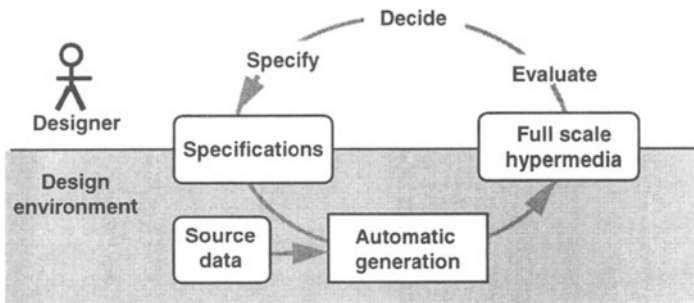 Decide
Specify
Evaluate
Designer
Specifications
Full scale
hypermedia
Design
environment
Source
data
Automatic
generation